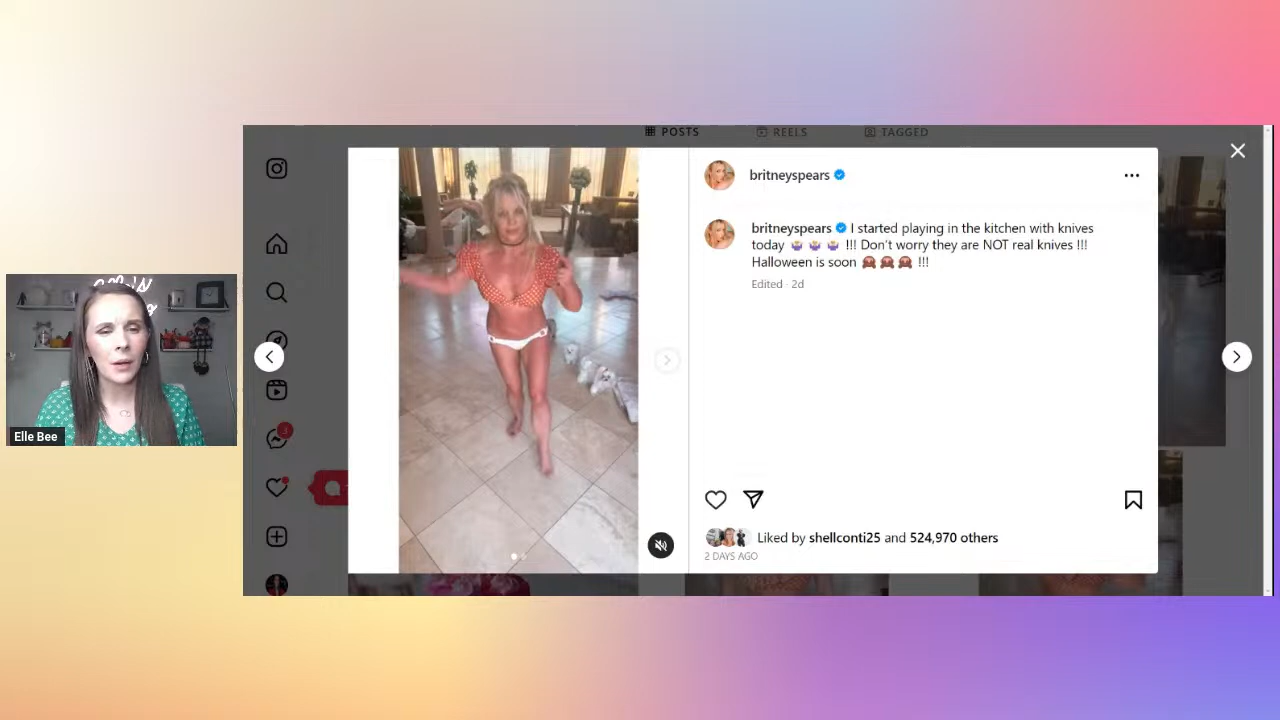 POSTS REELS TAGGED
britneyspears
britneyspears I started playing in the kitchen with knives
today 🤷🏼‍♀️ 🤷🏼‍♀️ 🤷🏼‍♀️ !!! Don't worry they are NOT real knives !!!
Halloween is soon 🙈 🙈 🙈 !!!
Edited · 2d
Liked by shellconti25 and 524,970 others
2 DAYS AGO
Elle Bee